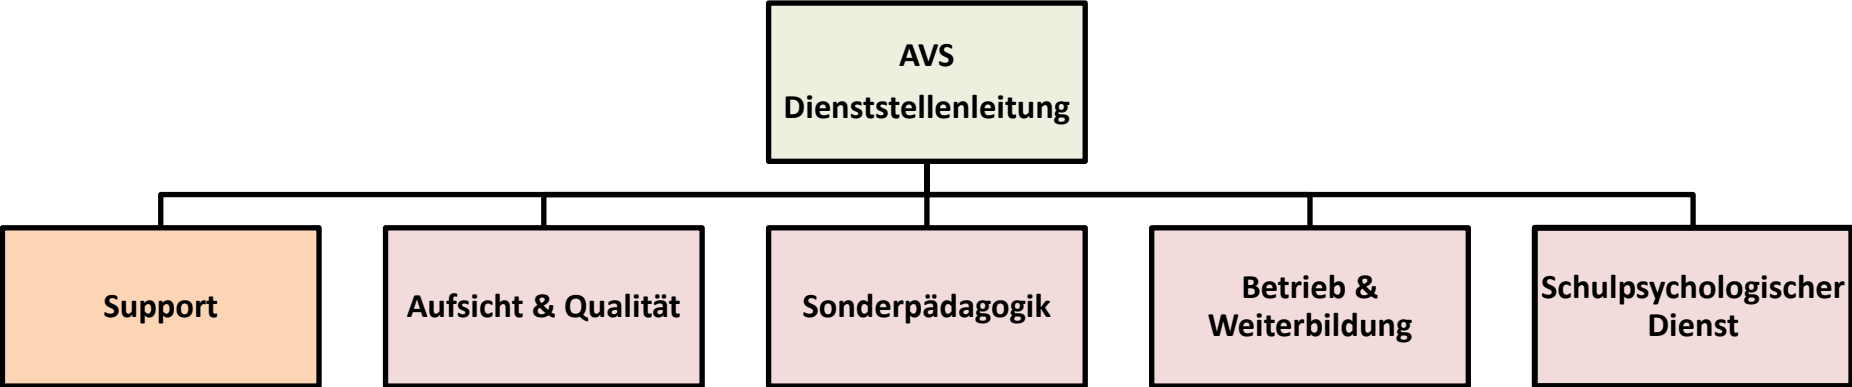 AVS
Dienststellenleitung
Support
Aufsicht & Qualität
Sonderpädagogik
Betrieb &
Weiterbildung
Schulpsychologischer
Dienst